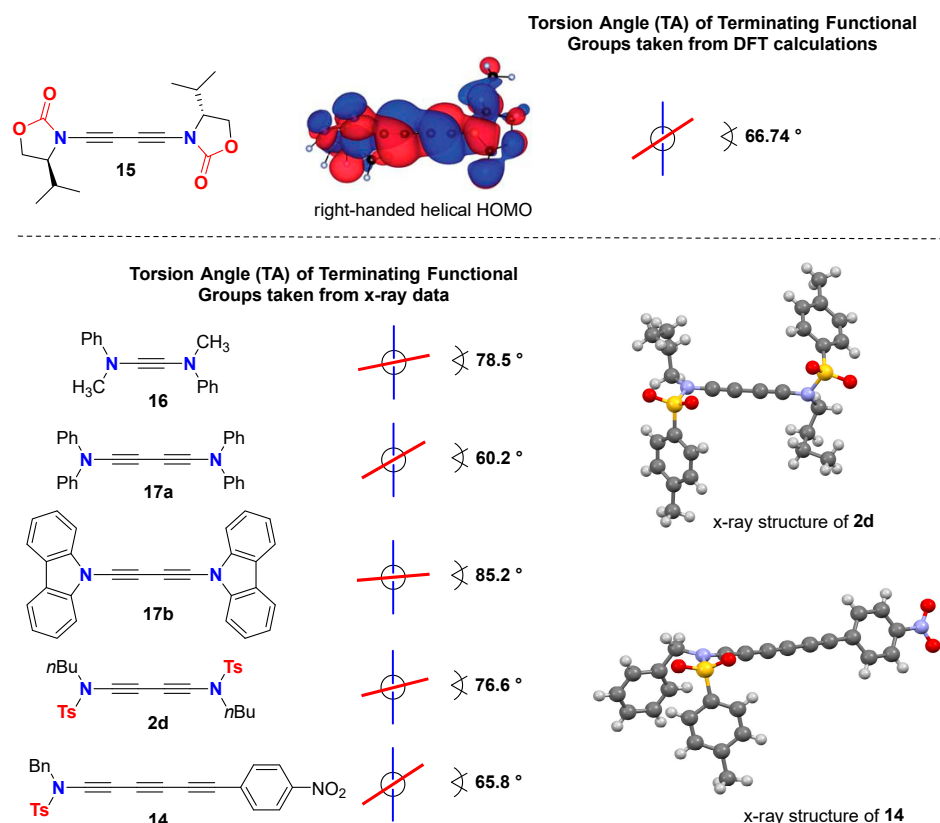 Torsion Angle (TA) of Terminating Functional
Groups taken from DFT calculations
O
O
N
N
O
O
15
66.74 °
right-handed helical HOMO
Torsion Angle (TA) of Terminating Functional
Groups taken from x-ray data
Ph
CH3
N
N
H3C
Ph
16
78.5 °
Ph
Ph
N
N
Ph
Ph
17a
60.2 °
x-ray structure of 2d
N
N
17b
85.2 °
nBu
Ts
N
N
Ts
nBu
2d
76.6 °
Bn
N
NO2
Ts
14
65.8 °
x-ray structure of 14